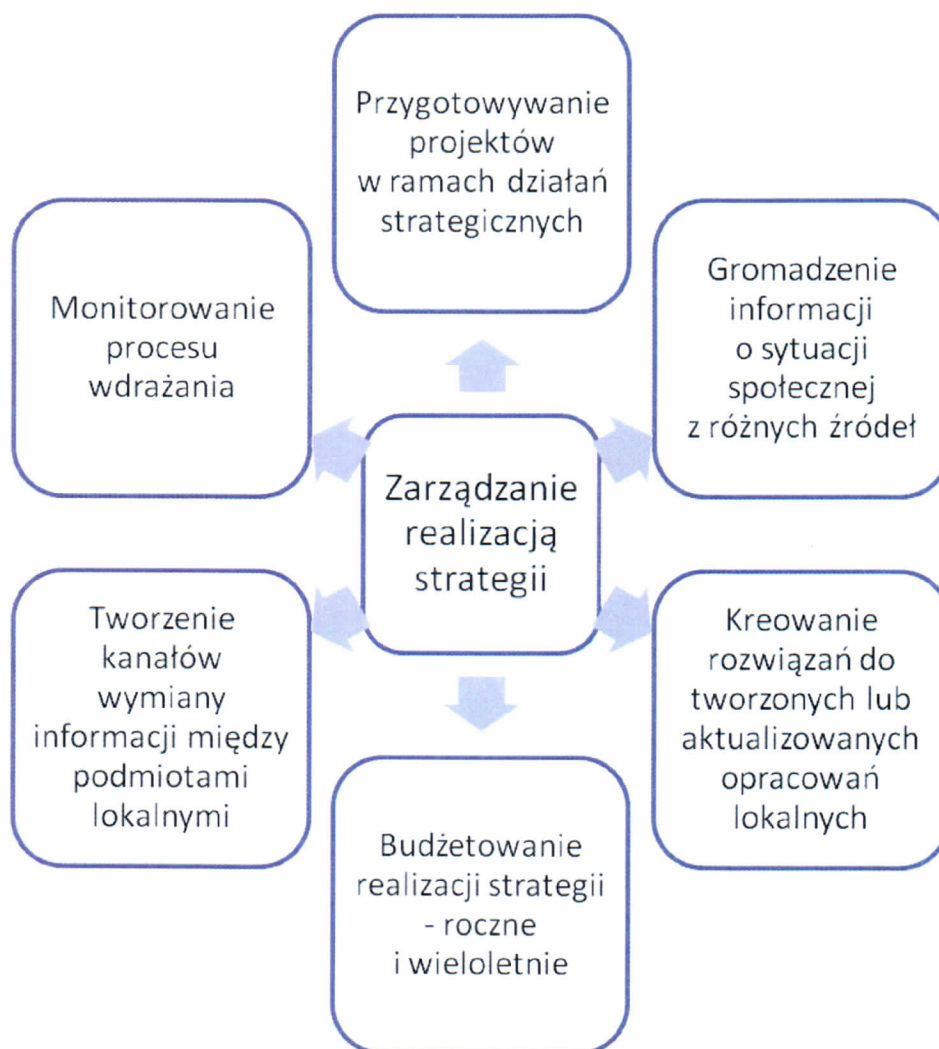 Przygotowywanie
projektów
w ramach działań
strategicznych
Gromadzenie
informacji
o sytuacji
społecznej
z różnych źródeł
Monitorowanie
procesu
wdrażania
Zarządzanie
realizacją
strategii
Tworzenie
kanałów
wymiany
informacji między
podmiotami
lokalnymi
Kreowanie
rozwiązań do
tworzonych lub
aktualizowanych
opracowań
lokalnych
Budżetowanie
realizacji strategii
- roczne
i wieloletnie